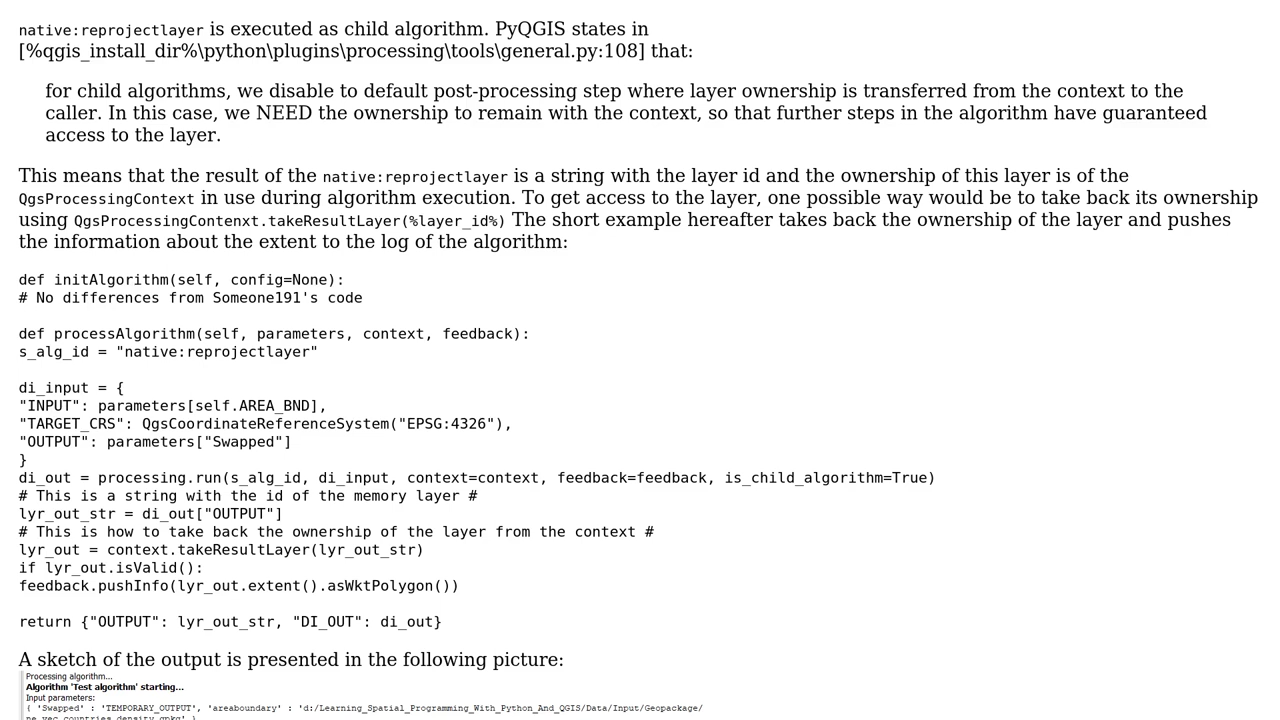 native:reprojectlayer is executed as child algorithm. PyQGIS states in
[%qgis_install_dir%\python\plugins\processing\tools\general.py:108] that:
for child algorithms, we disable to default post-processing step where layer ownership is transferred from the context to the
caller. In this case, we NEED the ownership to remain with the context, so that further steps in the algorithm have guaranteed
access to the layer.
This means that the result of the native:reprojectlayer is a string with the layer id and the ownership of this layer is of the
QgsProcessingContext in use during algorithm execution. To get access to the layer, one possible way would be to take back its ownership
using QgsProcessingContenxt.takeResultLayer(%layer_id%) The short example hereafter takes back the ownership of the layer and pushes
the information about the extent to the log of the algorithm:
def initAlgorithm(self, config=None):
# No differences from Someone191's code
def processAlgorithm(self, parameters, context, feedback):
s_alg_id = "native:reprojectlayer"
di_input = {
"INPUT": parameters[self.AREA_BND],
"TARGET_CRS": QgsCoordinateReferenceSystem("EPSG:4326"),
"OUTPUT": parameters["Swapped"]
}
di_out = processing.run(s_alg_id, di_input, context=context, feedback=feedback, is_child_algorithm=True)
# This is a string with the id of the memory layer #
lyr_out_str = di_out["OUTPUT"]
# This is how to take back the ownership of the layer from the context #
lyr_out = context.takeResultLayer(lyr_out_str)
if lyr_out.isValid():
feedback.pushInfo(lyr_out.extent().asWktPolygon())
return {"OUTPUT": lyr_out_str, "DI_OUT": di_out}
A sketch of the output is presented in the following picture:
Processing algorithm...
Algorithm 'Test algorithm' starting...
Input parameters:
{ 'Swapped' : 'TEMPORARY_OUTPUT', 'areaboundary' : 'd:/Learning_Spatial_Programming_With_Python_And_QGIS/Data/Input/Geopackage/
ne_vec_countries_density.gpkg' }